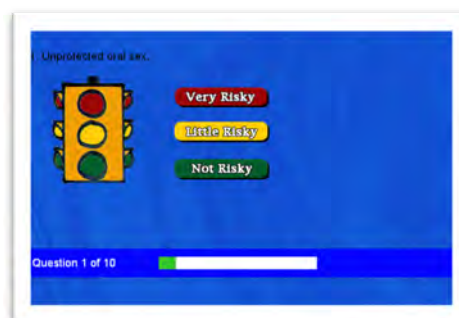 Unprotected oral sex.
Very Risky
Little Risky
Not Risky
Question 1 of 10